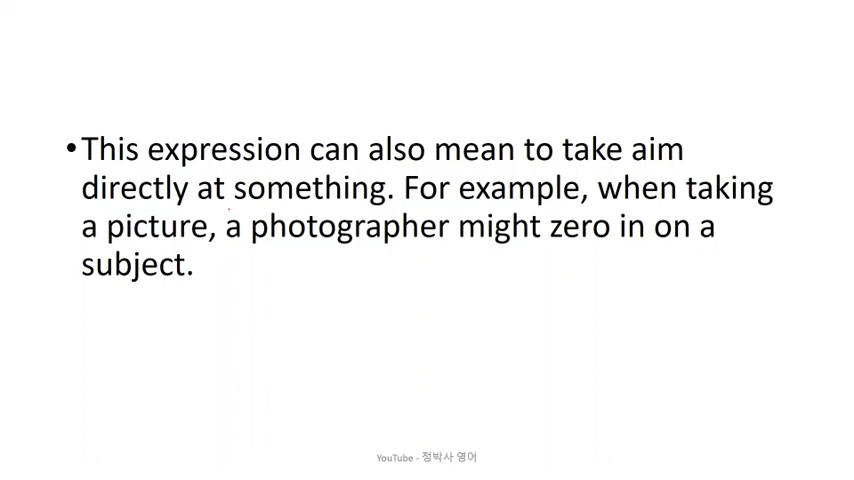 •This expression can also mean to take aim
directly at something. For example, when taking
a picture, a photographer might zero in on a
subject.
YouTube - 정박사 영어